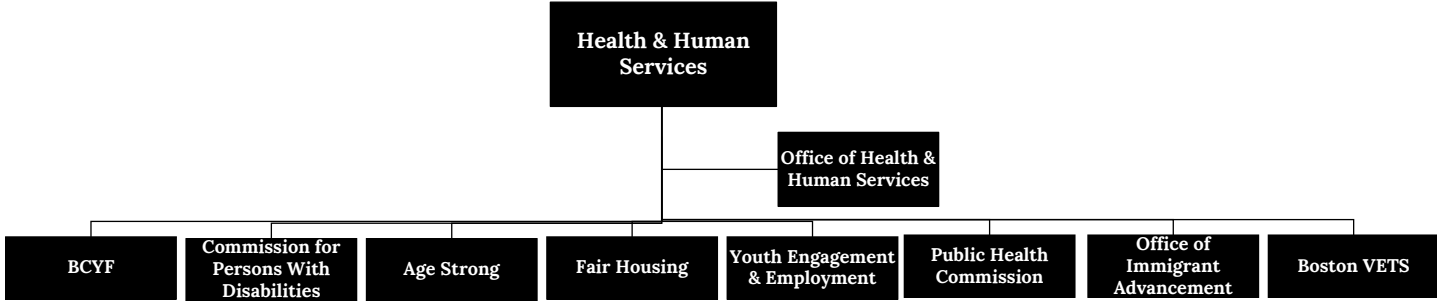 Health & Human
Services
Office of Health &
Human Services
BCYF
Commission for
Persons With
Disabilities
Age Strong
Fair Housing
Youth Engagement
& Employment
Public Health
Commission
Office of
Immigrant
Advancement
Boston VETS